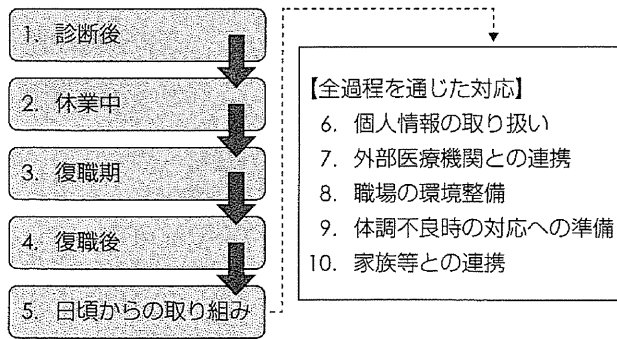 1. 診断後
2. 休業中
3. 復職期
4. 復職後
5. 日頃からの取り組み
【全過程を通じた対応】
6. 個人情報の取り扱い
7. 外部医療機関との連携
8. 職場の環境整備
9. 体調不良時の対応への準備
10. 家族等との連携